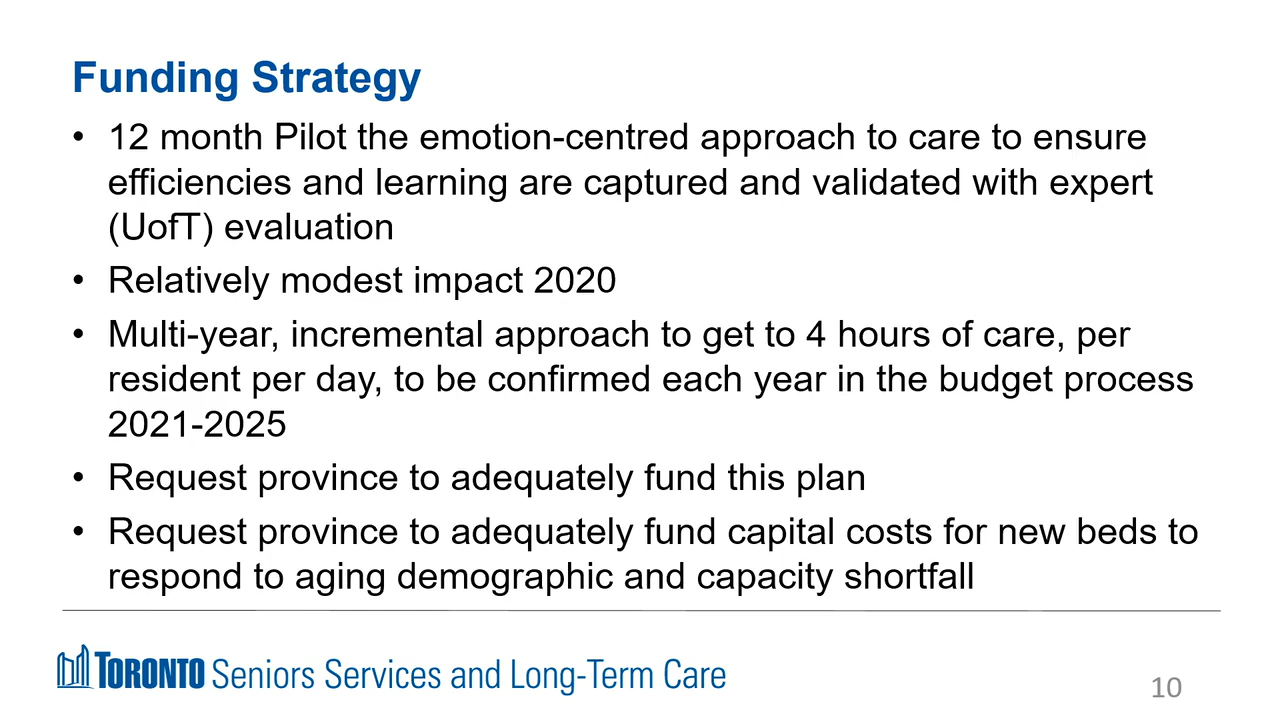 Funding Strategy
• 12 month Pilot the emotion-centred approach to care to ensure
efficiencies and learning are captured and validated with expert
(UofT) evaluation
• Relatively modest impact 2020
• Multi-year, incremental approach to get to 4 hours of care, per
resident per day, to be confirmed each year in the budget process
2021-2025
• Request province to adequately fund this plan
• Request province to adequately fund capital costs for new beds to
respond to aging demographic and capacity shortfall
TORONTO Seniors Services and Long-Term Care
10